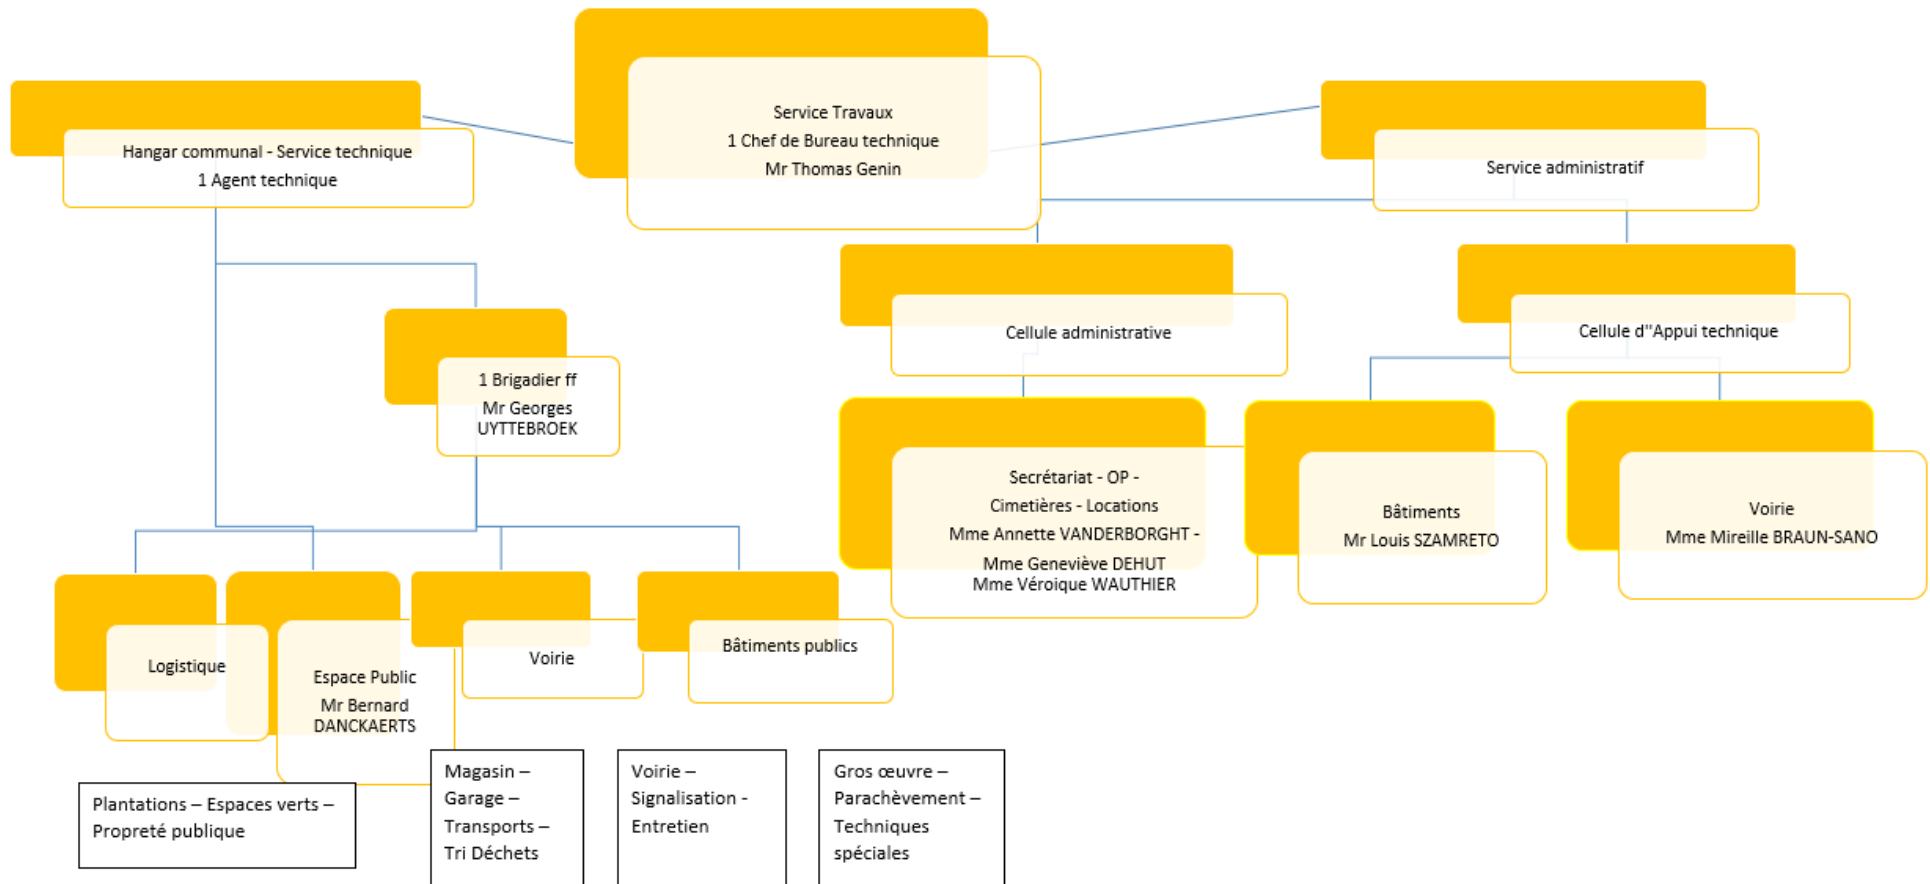 Service Travaux
1 Chef de Bureau technique
Mr Thomas Genin
Hangar communal - Service technique
1 Agent technique
Service administratif
1 Brigadier ff
Mr Georges
UYTTEBROEK
Cellule administrative
Cellule d"Appui technique
Secrétariat - OP -
Cimetières - Locations
Mme Annette VANDERBORGHT -
Mme Geneviève DEHUT
Mme Véroique WAUTHIER
Bâtiments
Mr Louis SZAMRETO
Voirie
Mme Mireille BRAUN-SANO
Logistique
Espace Public
Mr Bernard
DANCKAERTS
Voirie
Bâtiments publics
Plantations – Espaces verts –
Propreté publique
Magasin –
Garage –
Transports –
Tri Déchets
Voirie –
Signalisation -
Entretien
Gros œuvre –
Parachèvement –
Techniques
spéciales